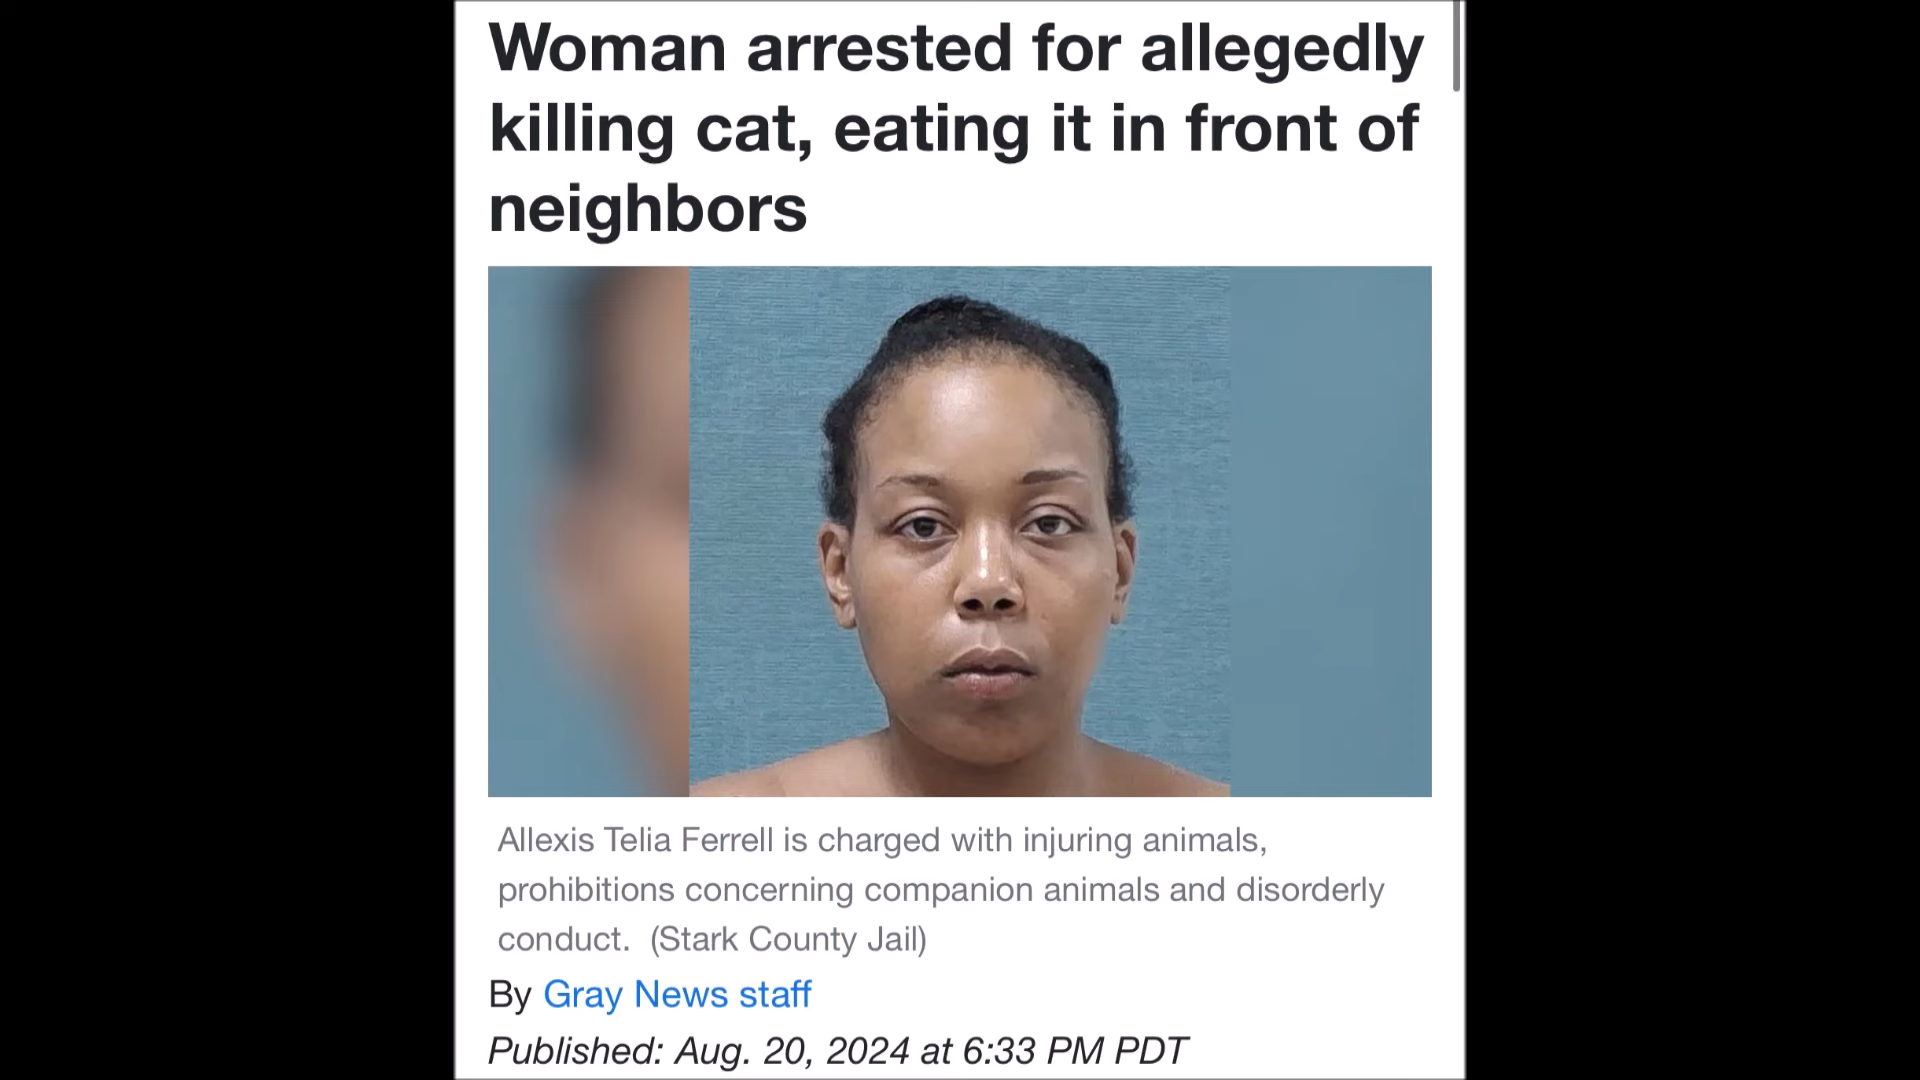 Woman arrested for allegedly
killing cat, eating it in front of
neighbors
Allexis Telia Ferrell is charged with injuring animals,
prohibitions concerning companion animals and disorderly
conduct. (Stark County Jail)
By Gray News staff
Published: Aug. 20, 2024 at 6:33 PM PDT